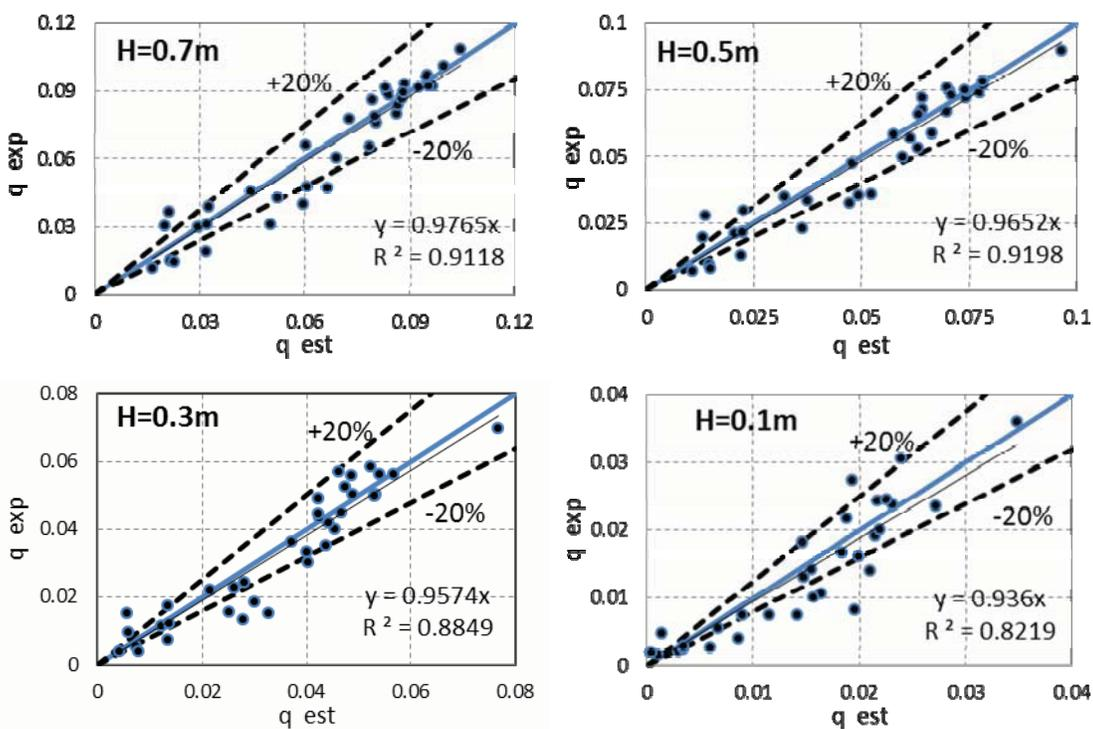 H=0.7m
0.12
0.09
0.06
0.03
0
q exp
+20%
-20%
y = 0.9765x
R ² = 0.9118
0 0.03 0.06 0.09 0.12
q est
H=0.5m
0.1
0.075
0.05
0.025
0
q exp
+20%
-20%
y = 0.9652x
R ² = 0.9198
0 0.025 0.05 0.075 0.1
q est
H=0.3m
0.08
0.06
0.04
0.02
0
q exp
+20%
-20%
y = 0.9574x
R ² = 0.8849
0 0.02 0.04 0.06 0.08
q est
H=0.1m
0.04
0.03
0.02
0.01
0
q exp
+20%
-20%
y = 0.936x
R ² = 0.8219
0 0.01 0.02 0.03 0.04
q est